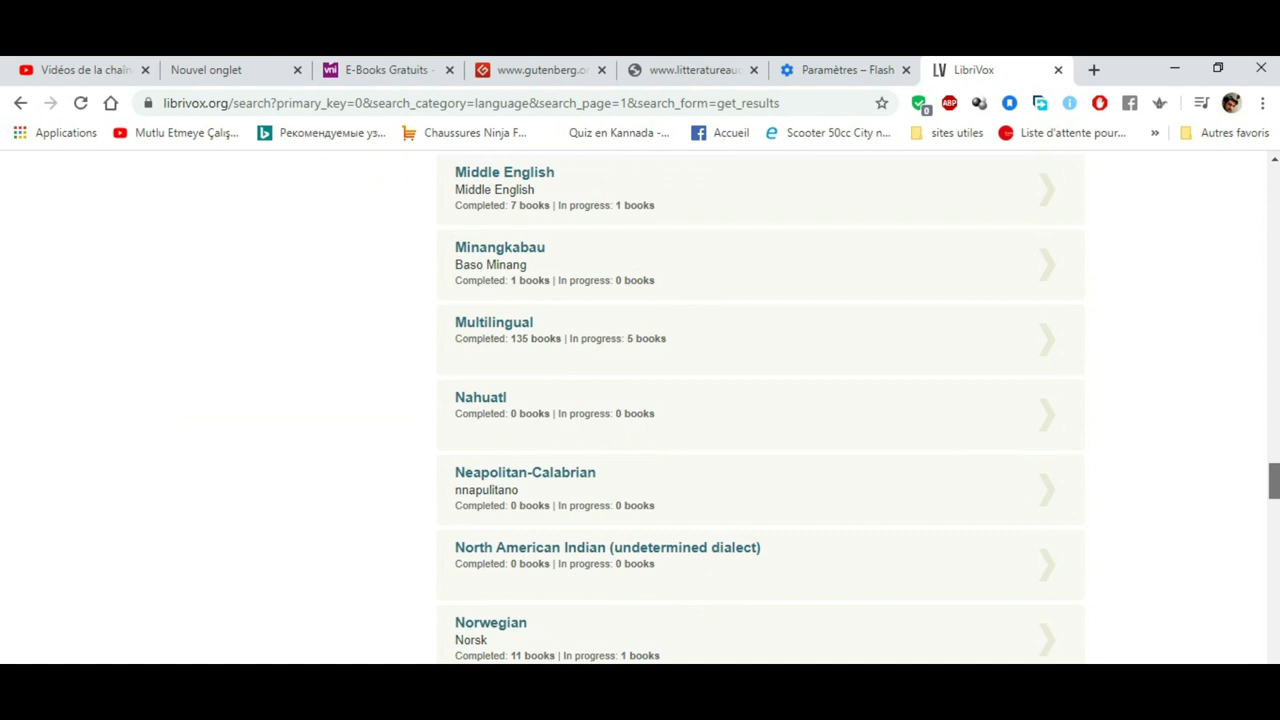 Vidéos de la chaîn
Nouvel onglet
vnl
E-Books Gratuits -
www.gutenberg.or
www.litteratureaud
Paramètres – Flash
LV LibriVox
librivox.org/search?primary_key=0&search_category=language&search_page=1&search_form=get_results
0
ABP
Applications
Mutlu Etmeye Çalış...
Рекомендуемые уз...
Chaussures Ninja F...
Quiz en Kannada -...
Accueil
Scooter 50cc City n...
sites utiles
Liste d'attente pour...
»
Autres favoris
Middle English
Middle English
Completed: 7 books | In progress: 1 books
Minangkabau
Baso Minang
Completed: 1 books | In progress: 0 books
Multilingual
Completed: 135 books | In progress: 5 books
Nahuatl
Completed: 0 books | In progress: 0 books
Neapolitan-Calabrian
nnapulitano
Completed: 0 books | In progress: 0 books
North American Indian (undetermined dialect)
Completed: 0 books | In progress: 0 books
Norwegian
Norsk
Completed: 11 books | In progress: 1 books